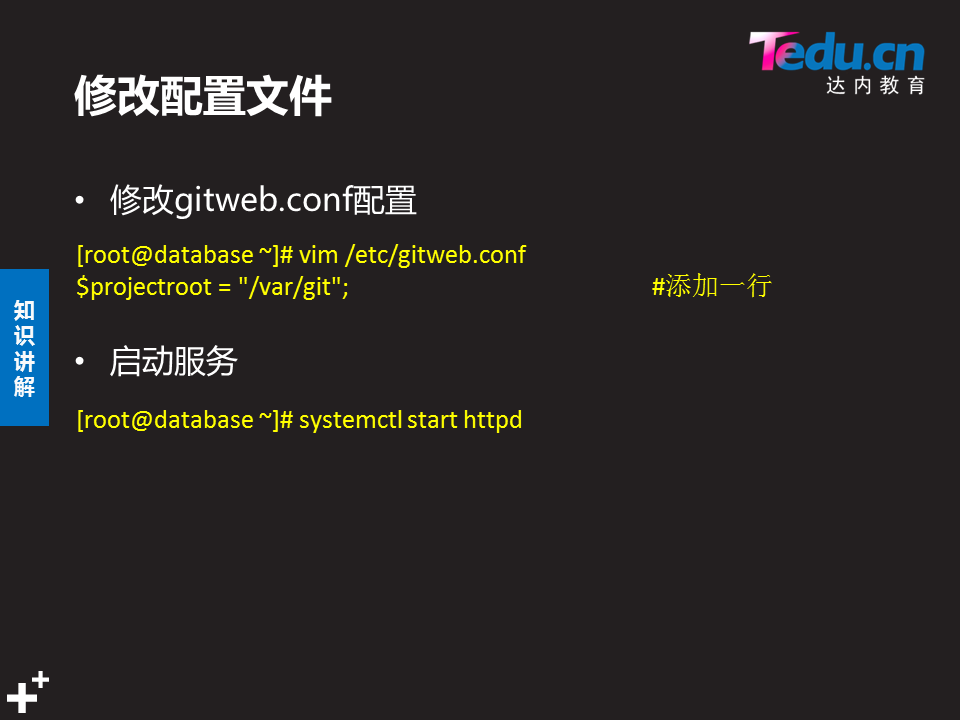 Tedu.cn
达内教育
修改配置文件
• 修改gitweb.conf配置
[root@database ~]# vim /etc/gitweb.conf
$projectroot = "/var/git"; #添加一行
知识讲解
• 启动服务
[root@database ~]# systemctl start httpd